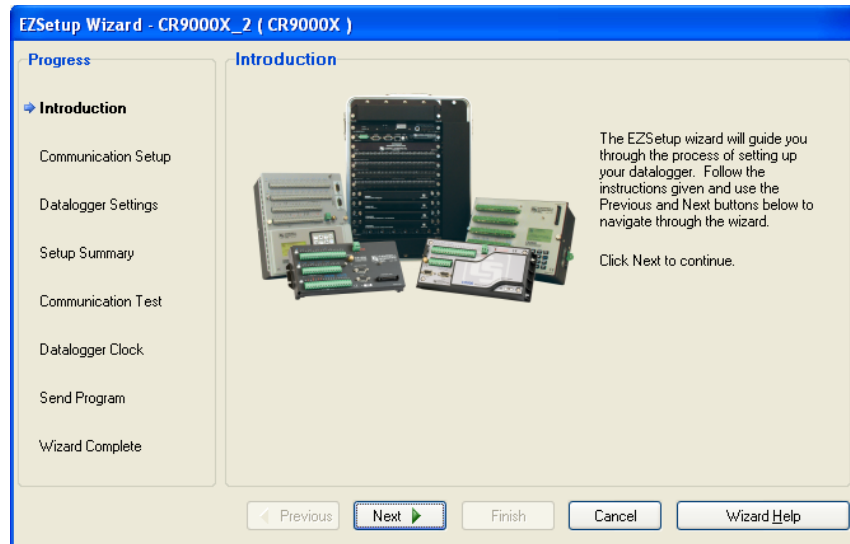 EZSetup Wizard - CR9000X_2 ( CR9000X )
Progress
Introduction
Communication Setup
Datalogger Settings
Setup Summary
Communication Test
Datalogger Clock
Send Program
Wizard Complete
Introduction
The EZSetup wizard will guide you
through the process of setting up
your datalogger. Follow the
instructions given and use the
Previous and Next buttons below to
navigate through the wizard.
Click Next to continue.
Previous
Next
Finish
Cancel
Wizard Help